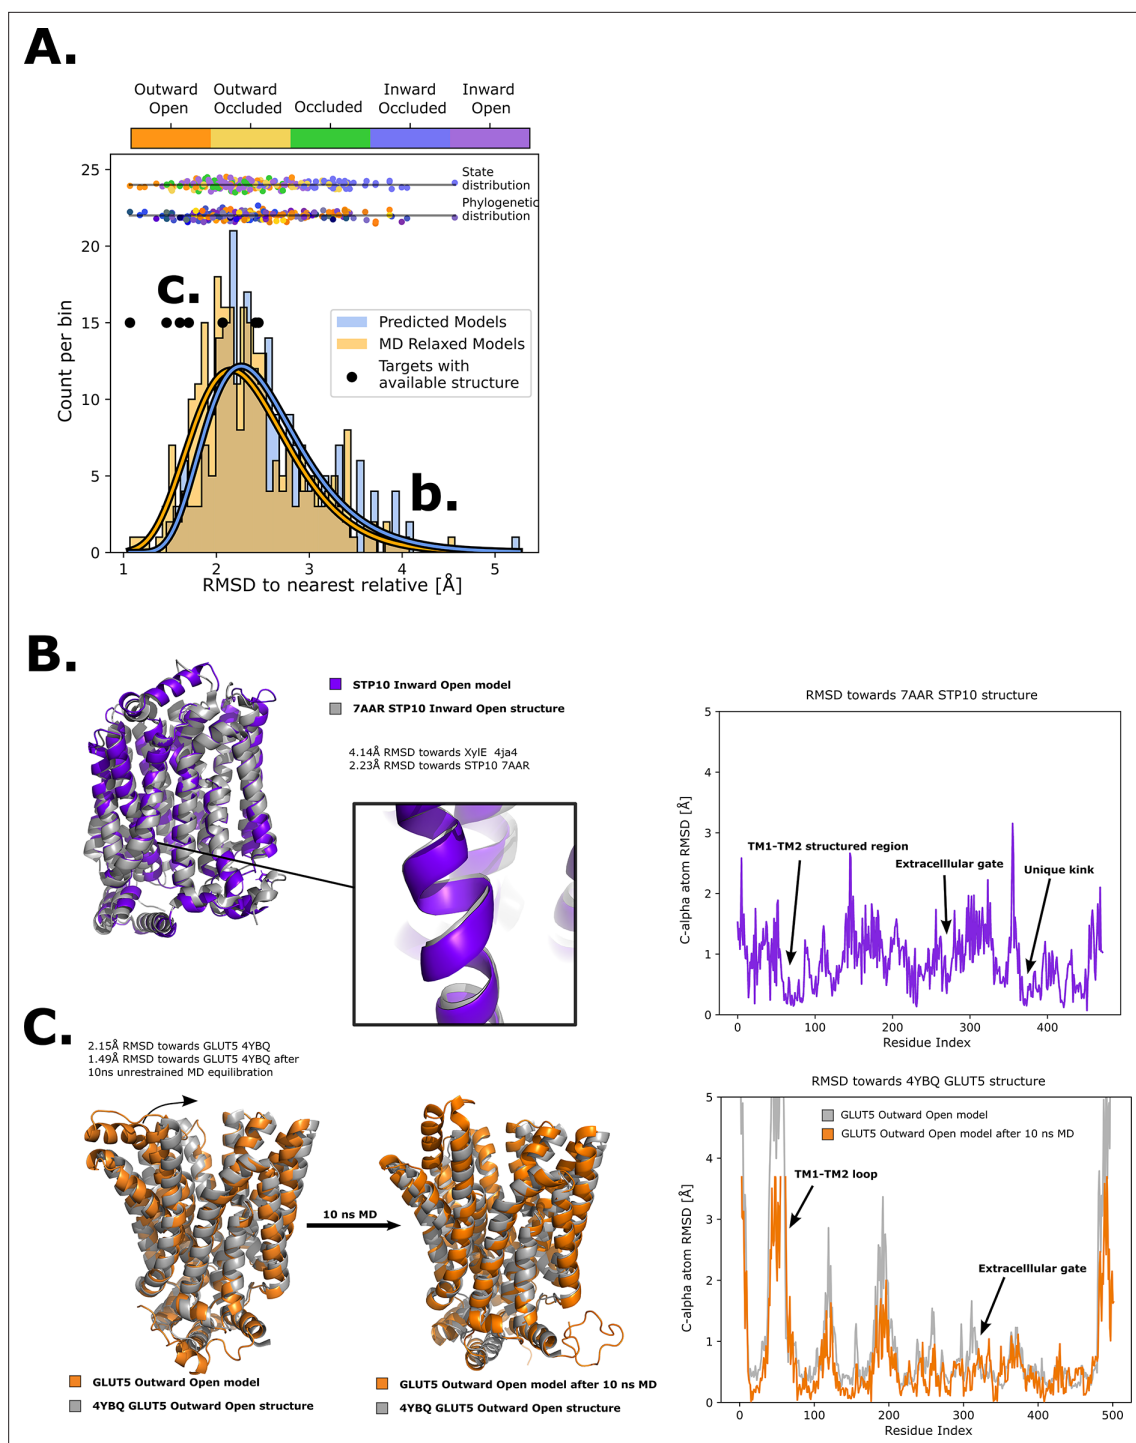 A.
Outward Open
Outward Occluded
Occluded
Inward Occluded
Inward Open
25
20
15
10
5
0
Count per bin
State distribution
Phylogenetic distribution
c.
Predicted Models
MD Relaxed Models
Targets with available structure
b.
1 2 3 4 5
RMSD to nearest relative [Å]
B.
STP10 Inward Open model
7AAR STP10 Inward Open structure
4.14Å RMSD towards XylE 4ja4
2.23Å RMSD towards STP10 7AAR
RMSD towards 7AAR STP10 structure
5
4
3
2
1
0
C-alpha atom RMSD [Å]
TM1-TM2 structured region
Extracelllular gate
Unique kink
0 100 200 300 400
Residue Index
C.
2.15Å RMSD towards GLUT5 4YBQ
1.49Å RMSD towards GLUT5 4YBQ after
10ns unrestrained MD equilibration
10 ns MD
GLUT5 Outward Open model
4YBQ GLUT5 Outward Open structure
GLUT5 Outward Open model after 10 ns MD
4YBQ GLUT5 Outward Open structure
RMSD towards 4YBQ GLUT5 structure
5
4
3
2
1
0
C-alpha atom RMSD [Å]
GLUT5 Outward Open model
GLUT5 Outward Open model after 10 ns MD
TM1-TM2 loop
Extracelllular gate
0 100 200 300 400 500
Residue Index